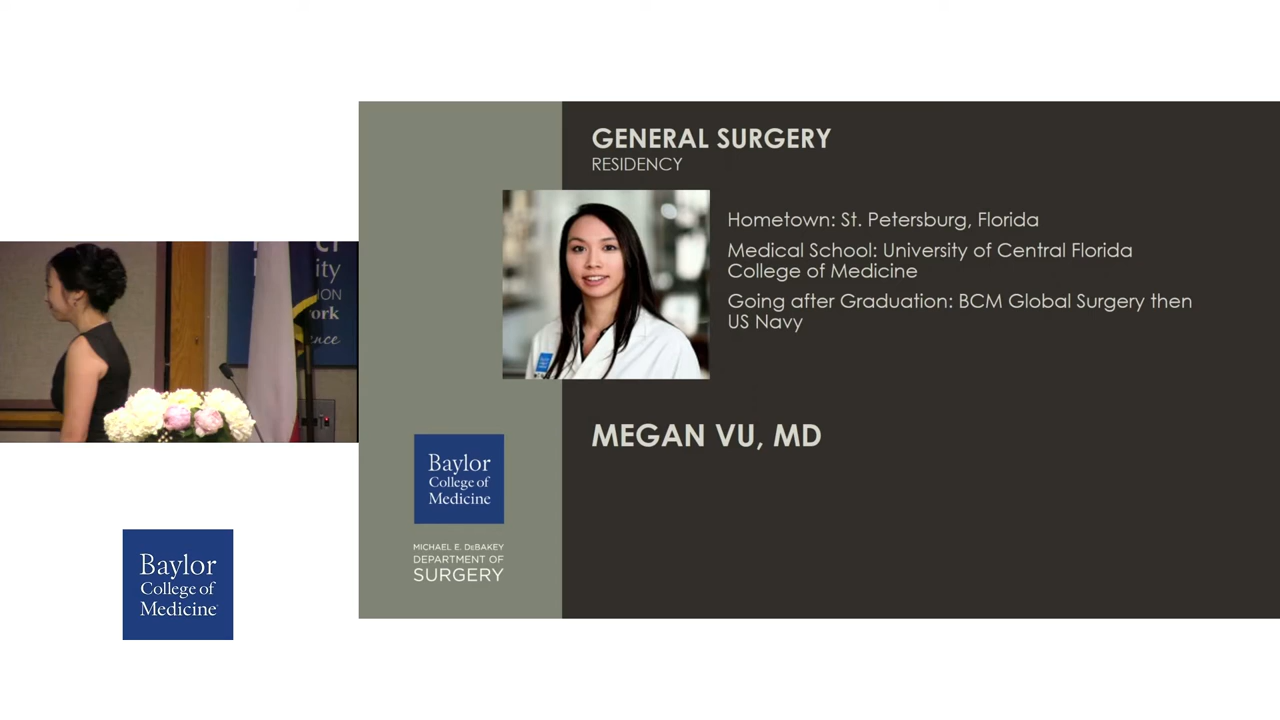 GENERAL SURGERY
RESIDENCY
Hometown: St. Petersburg, Florida
Medical School: University of Central Florida
College of Medicine
Going after Graduation: BCM Global Surgery then
US Navy
MEGAN VU, MD
Baylor
College of
Medicine
MICHAEL E. DeBAKEY
DEPARTMENT OF
SURGERY
Baylor
College of
Medicine